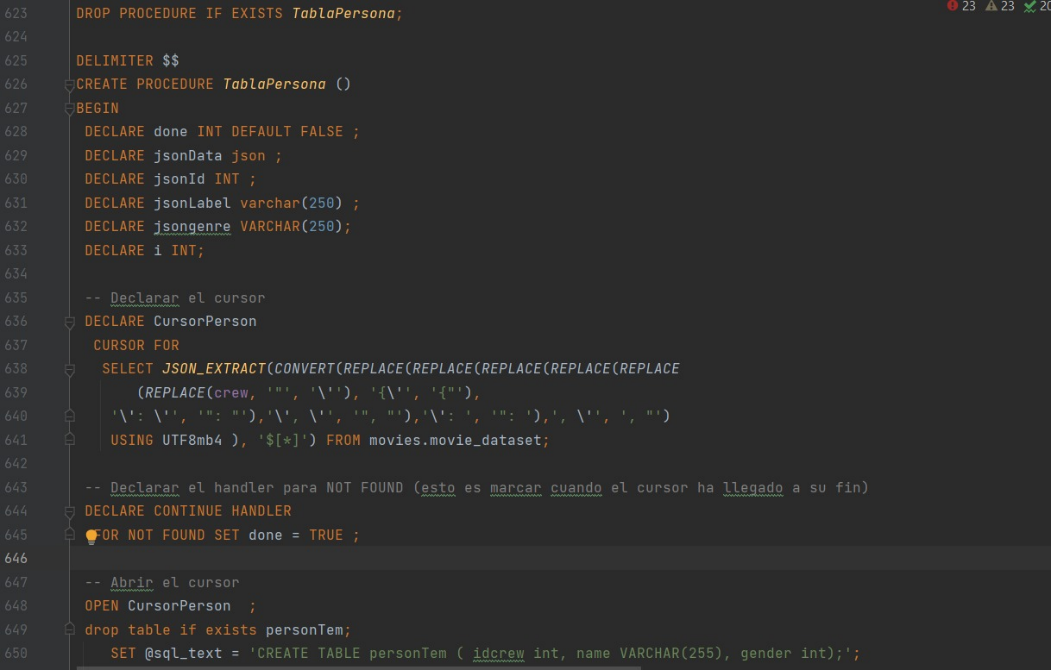 23 23 20
623 DROP PROCEDURE IF EXISTS TablaPersona;
624
625 DELIMITER $$
626 CREATE PROCEDURE TablaPersona ()
627 BEGIN
628 DECLARE done INT DEFAULT FALSE ;
629 DECLARE jsonData json ;
630 DECLARE jsonId INT ;
631 DECLARE jsonLabel varchar(250) ;
632 DECLARE jsongenre VARCHAR(250);
633 DECLARE i INT;
634
635 -- Declarar el cursor
636 DECLARE CursorPerson
637 CURSOR FOR
638 SELECT JSON_EXTRACT(CONVERT(REPLACE(REPLACE(REPLACE(REPLACE(REPLACE
639 (REPLACE(crew, '"', '\''), '{\'', '{"'),
640 '\': \'', '": "'),'\', \'', '", "'),'\': ', '": '),', \'', ', "')
641 USING UTF8mb4 ), '$[*]') FROM movies.movie_dataset;
642
643 -- Declarar el handler para NOT FOUND (esto es marcar cuando el cursor ha llegado a su fin)
644 DECLARE CONTINUE HANDLER
645 FOR NOT FOUND SET done = TRUE ;
646
647 -- Abrir el cursor
648 OPEN CursorPerson ;
649 drop table if exists personTem;
650 SET @sql_text = 'CREATE TABLE personTem ( idcrew int, name VARCHAR(255), gender int);';